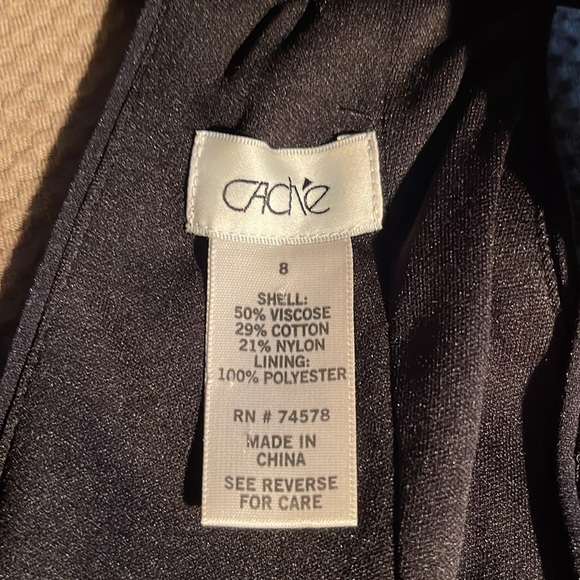 CAChé
8
SHELL:
50% VISCOSE
29% COTTON
21% NYLON
LINING:
100% POLYESTER
RN # 74578
MADE IN
CHINA
SEE REVERSE
FOR CARE